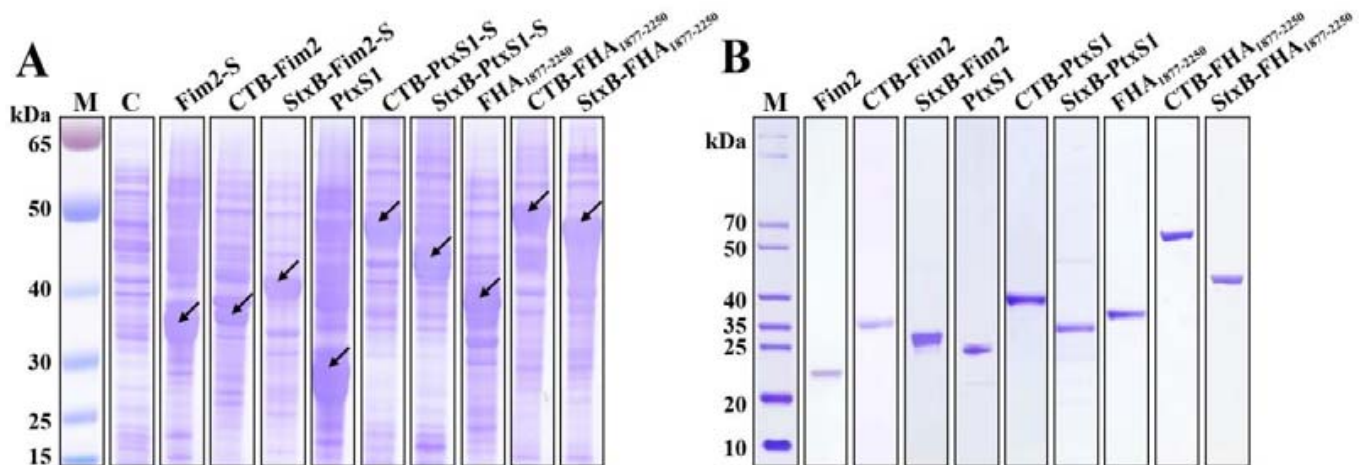 A
kDa
M
C
Fim2-S
CTB-Fim2
StxB-Fim2-S
PtxS1
CTB-PtxS1-S
StxB-PtxS1-S
FHA1877-2250
CTB-FHA1877-2250
StxB-FHA1877-2250
65
50
40
30
25
15
B
kDa
M
Fim2
CTB-Fim2
StxB-Fim2
PtxS1
CTB-PtxS1
StxB-PtxS1
FHA1877-2250
CTB-FHA1877-2250
StxB-FHA1877-2250
70
50
40
35
25
20
10